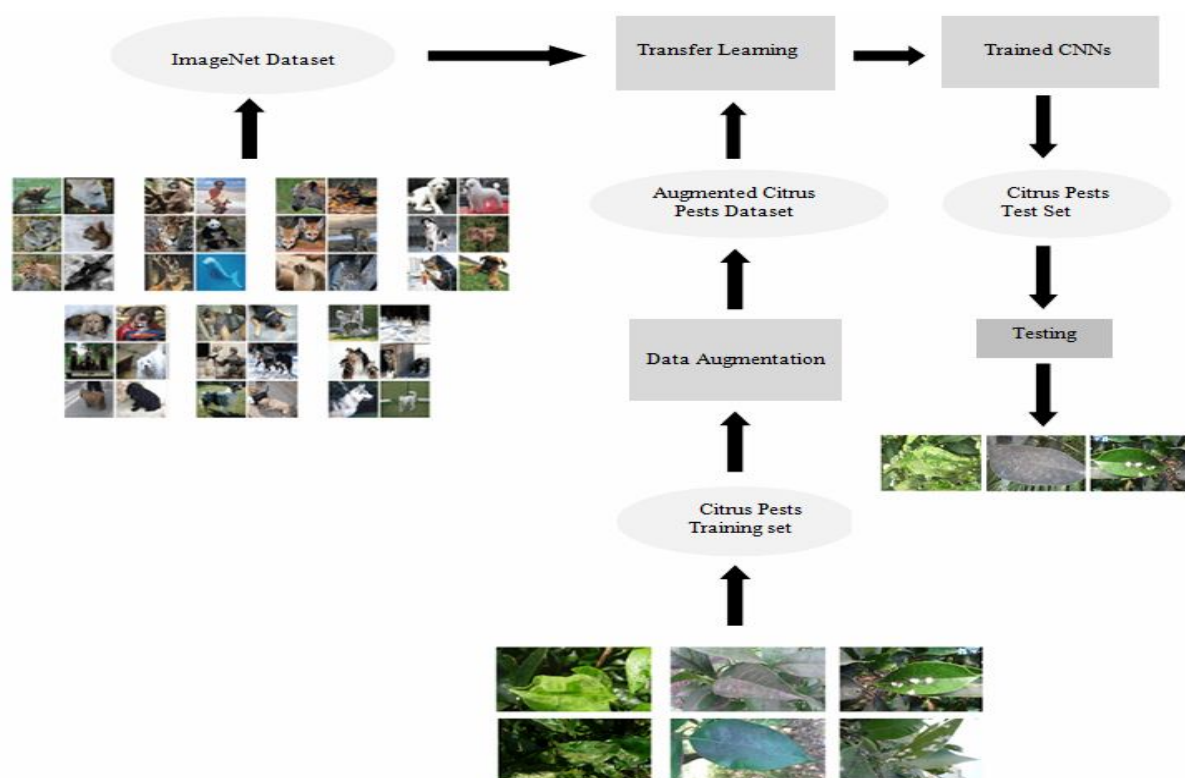 ImageNet Dataset
Transfer Learning
Trained CNNs
Augmented Citrus
Pests Dataset
Citrus Pests
Test Set
Data Augmentation
Testing
Citrus Pests
Training set